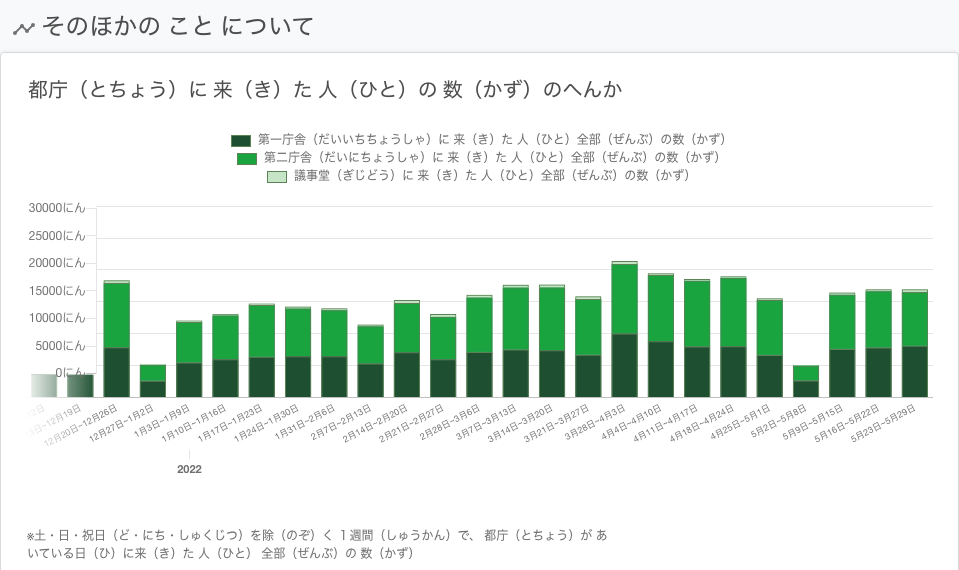 そのほかの こと について
都庁（とちょう）に 来（き）た 人（ひと）の 数（かず）のへんか
第一庁舎（だいいちちょうしゃ）に 来（き）た 人（ひと）全部（ぜんぶ）の数（かず）
第二庁舎（だいにちょうしゃ）に 来（き）た 人（ひと）全部（ぜんぶ）の数（かず）
議事堂（ぎじどう）に 来（き）た 人（ひと）全部（ぜんぶ）の数（かず）
30000にん
25000にん
20000にん
15000にん
10000にん
5000にん
0にん
12月20日~12月26日
12月27日~1月2日
1月3日~1月9日
1月10日~1月16日
1月17日~1月23日
1月24日~1月30日
1月31日~2月6日
2月7日~2月13日
2月14日~2月20日
2月21日~2月27日
2月28日~3月6日
3月7日~3月13日
3月14日~3月20日
3月21日~3月27日
3月28日~4月3日
4月4日~4月10日
4月11日~4月17日
4月18日~4月24日
4月25日~5月1日
5月2日~5月8日
5月9日~5月15日
5月16日~5月22日
5月23日~5月29日
2022
※土・日・祝日（ど・にち・しゅくじつ）を除（のぞ）く １週間（しゅうかん）で、 都庁（とちょう）が あ
いている日（ひ）に来（き）た 人（ひと） 全部（ぜんぶ）の 数（かず）